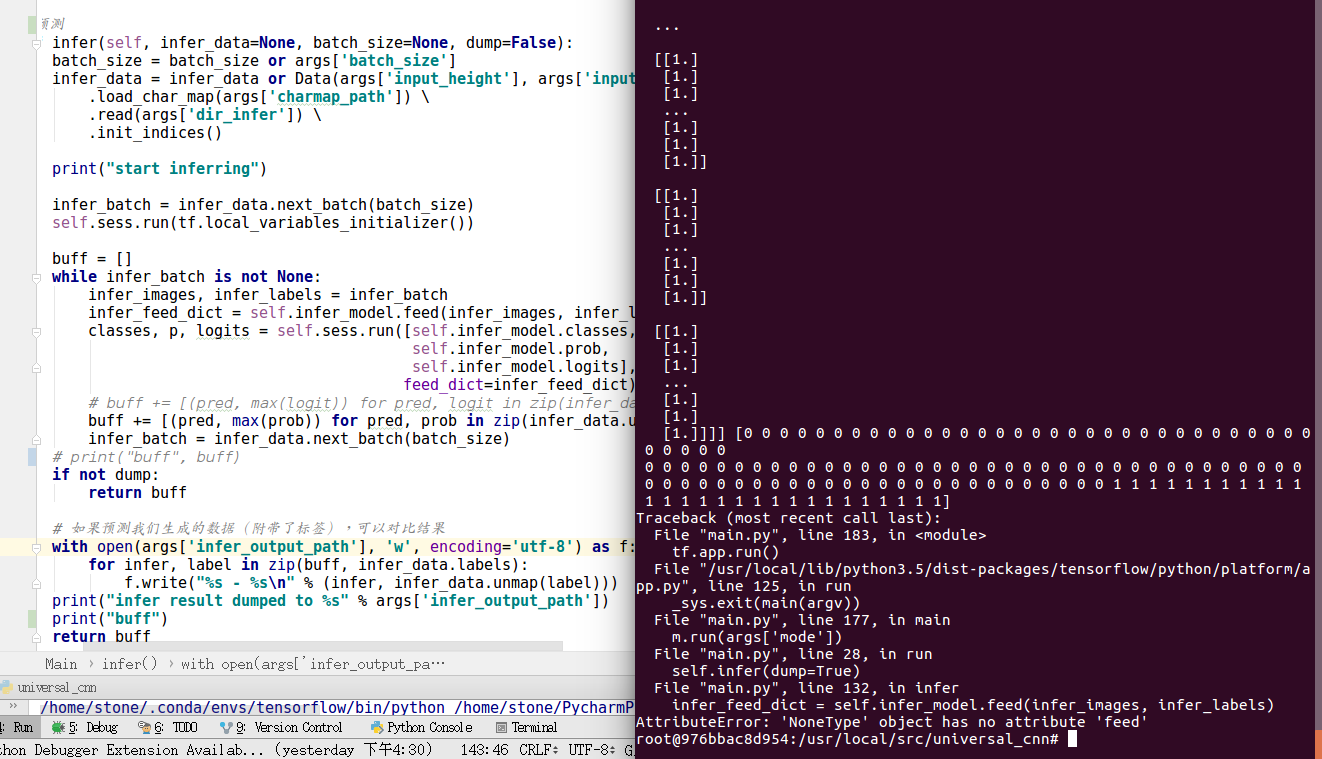 预测
infer(self, infer_data=None, batch_size=None, dump=False):
batch_size = batch_size or args['batch_size']
infer_data = infer_data or Data(args['input_height'], args['input
.load_char_map(args['charmap_path']) \
.read(args['dir_infer']) \
.init_indices()
print("start inferring")
infer_batch = infer_data.next_batch(batch_size)
self.sess.run(tf.local_variables_initializer())
buff = []
while infer_batch is not None:
infer_images, infer_labels = infer_batch
infer_feed_dict = self.infer_model.feed(infer_images, infer_l
classes, p, logits = self.sess.run([self.infer_model.classes,
self.infer_model.prob,
self.infer_model.logits],
feed_dict=infer_feed_dict)
# buff += [(pred, max(logit)) for pred, logit in zip(infer_da
buff += [(pred, max(prob)) for pred, prob in zip(infer_data.u
infer_batch = infer_data.next_batch(batch_size)
# print("buff", buff)
if not dump:
return buff
# 如果预测我们生成的数据（附带了标签），可以对比结果
with open(args['infer_output_path'], 'w', encoding='utf-8') as f:
for infer, label in zip(buff, infer_data.labels):
f.write("%s - %s\n" % (infer, infer_data.unmap(label)))
print("infer result dumped to %s" % args['infer_output_path'])
print("buff")
return buff
Main › infer() › with open(args['infer_output_pa…
universal_cnn
» /home/stone/.conda/envs/tensorflow/bin/python /home/stone/PycharmP
Run 5: Debug 6: TODO 9: Version Control Python Console Terminal
thon Debugger Extension Availab... (yesterday 下午4:30) 143:46 CRLF UTF-8 G
...
[[1.]
[1.]
[1.]
...
[1.]
[1.]
[1.]]
[[1.]
[1.]
[1.]
...
[1.]
[1.]
[1.]]
[[1.]
[1.]
[1.]
...
[1.]
[1.]
[1.]]]] [0 0 0 0 0 0 0 0 0 0 0 0 0 0 0 0 0 0 0 0 0 0 0 0 0 0 0 0 0 0 0 0
0 0 0 0 0
0 0 0 0 0 0 0 0 0 0 0 0 0 0 0 0 0 0 0 0 0 0 0 0 0 0 0 0 0 0 0 0 0 0 0 0 0
0 0 0 0 0 0 0 0 0 0 0 0 0 0 0 0 0 0 0 0 0 0 0 0 0 0 1 1 1 1 1 1 1 1 1 1 1
1 1 1 1 1 1 1 1 1 1 1 1 1 1 1 1 1]
Traceback (most recent call last):
File "main.py", line 183, in <module>
tf.app.run()
File "/usr/local/lib/python3.5/dist-packages/tensorflow/python/platform/a
pp.py", line 125, in run
_sys.exit(main(argv))
File "main.py", line 177, in main
m.run(args['mode'])
File "main.py", line 28, in run
self.infer(dump=True)
File "main.py", line 132, in infer
infer_feed_dict = self.infer_model.feed(infer_images, infer_labels)
AttributeError: 'NoneType' object has no attribute 'feed'
root@976bbac8d954:/usr/local/src/universal_cnn#